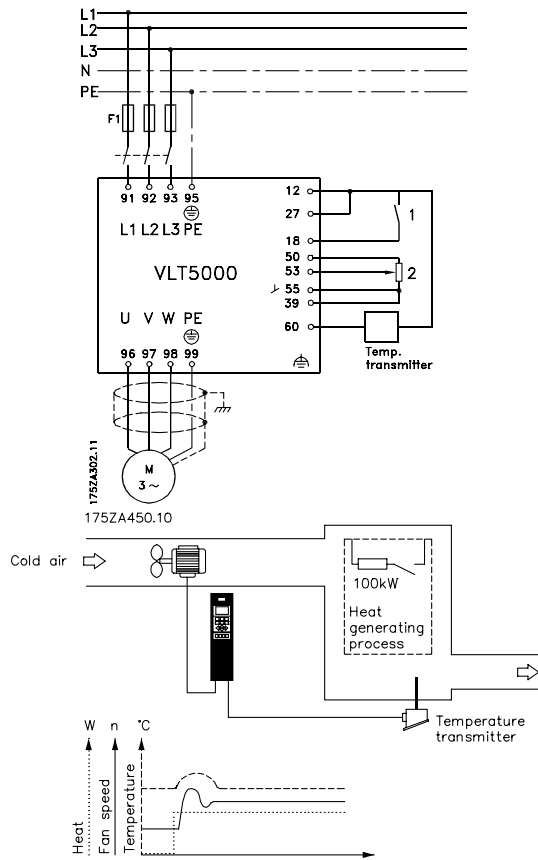 L1
L2
L3
N
PE
F1
91 92 93 95
L1 L2 L3 PE
12
27
18
50
53
55
39
60
1
2
VLT5000
U V W PE
96 97 98 99
Temp.
transmitter
M
3 ~
175ZA302.11
175ZA450.10
Cold air
100kW
Heat
generating
process
Temperature
transmitter
W n °C
Heat
Fan speed
Temperature